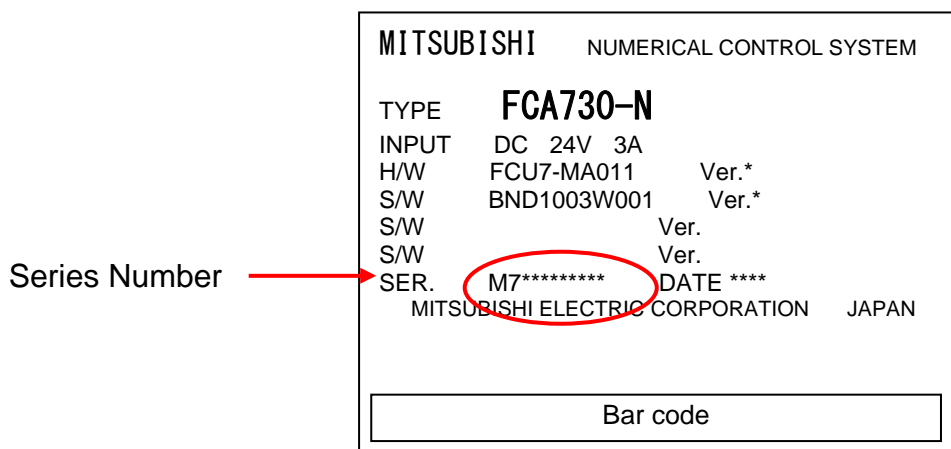 MITSUBISHI NUMERICAL CONTROL SYSTEM
TYPE FCA730-N
INPUT DC 24V 3A
H/W FCU7-MA011 Ver.*
S/W BND1003W001 Ver.*
S/W Ver.
S/W Ver.
Series Number SER. M7********* DATE ****
MITSUBISHI ELECTRIC CORPORATION JAPAN
Bar code